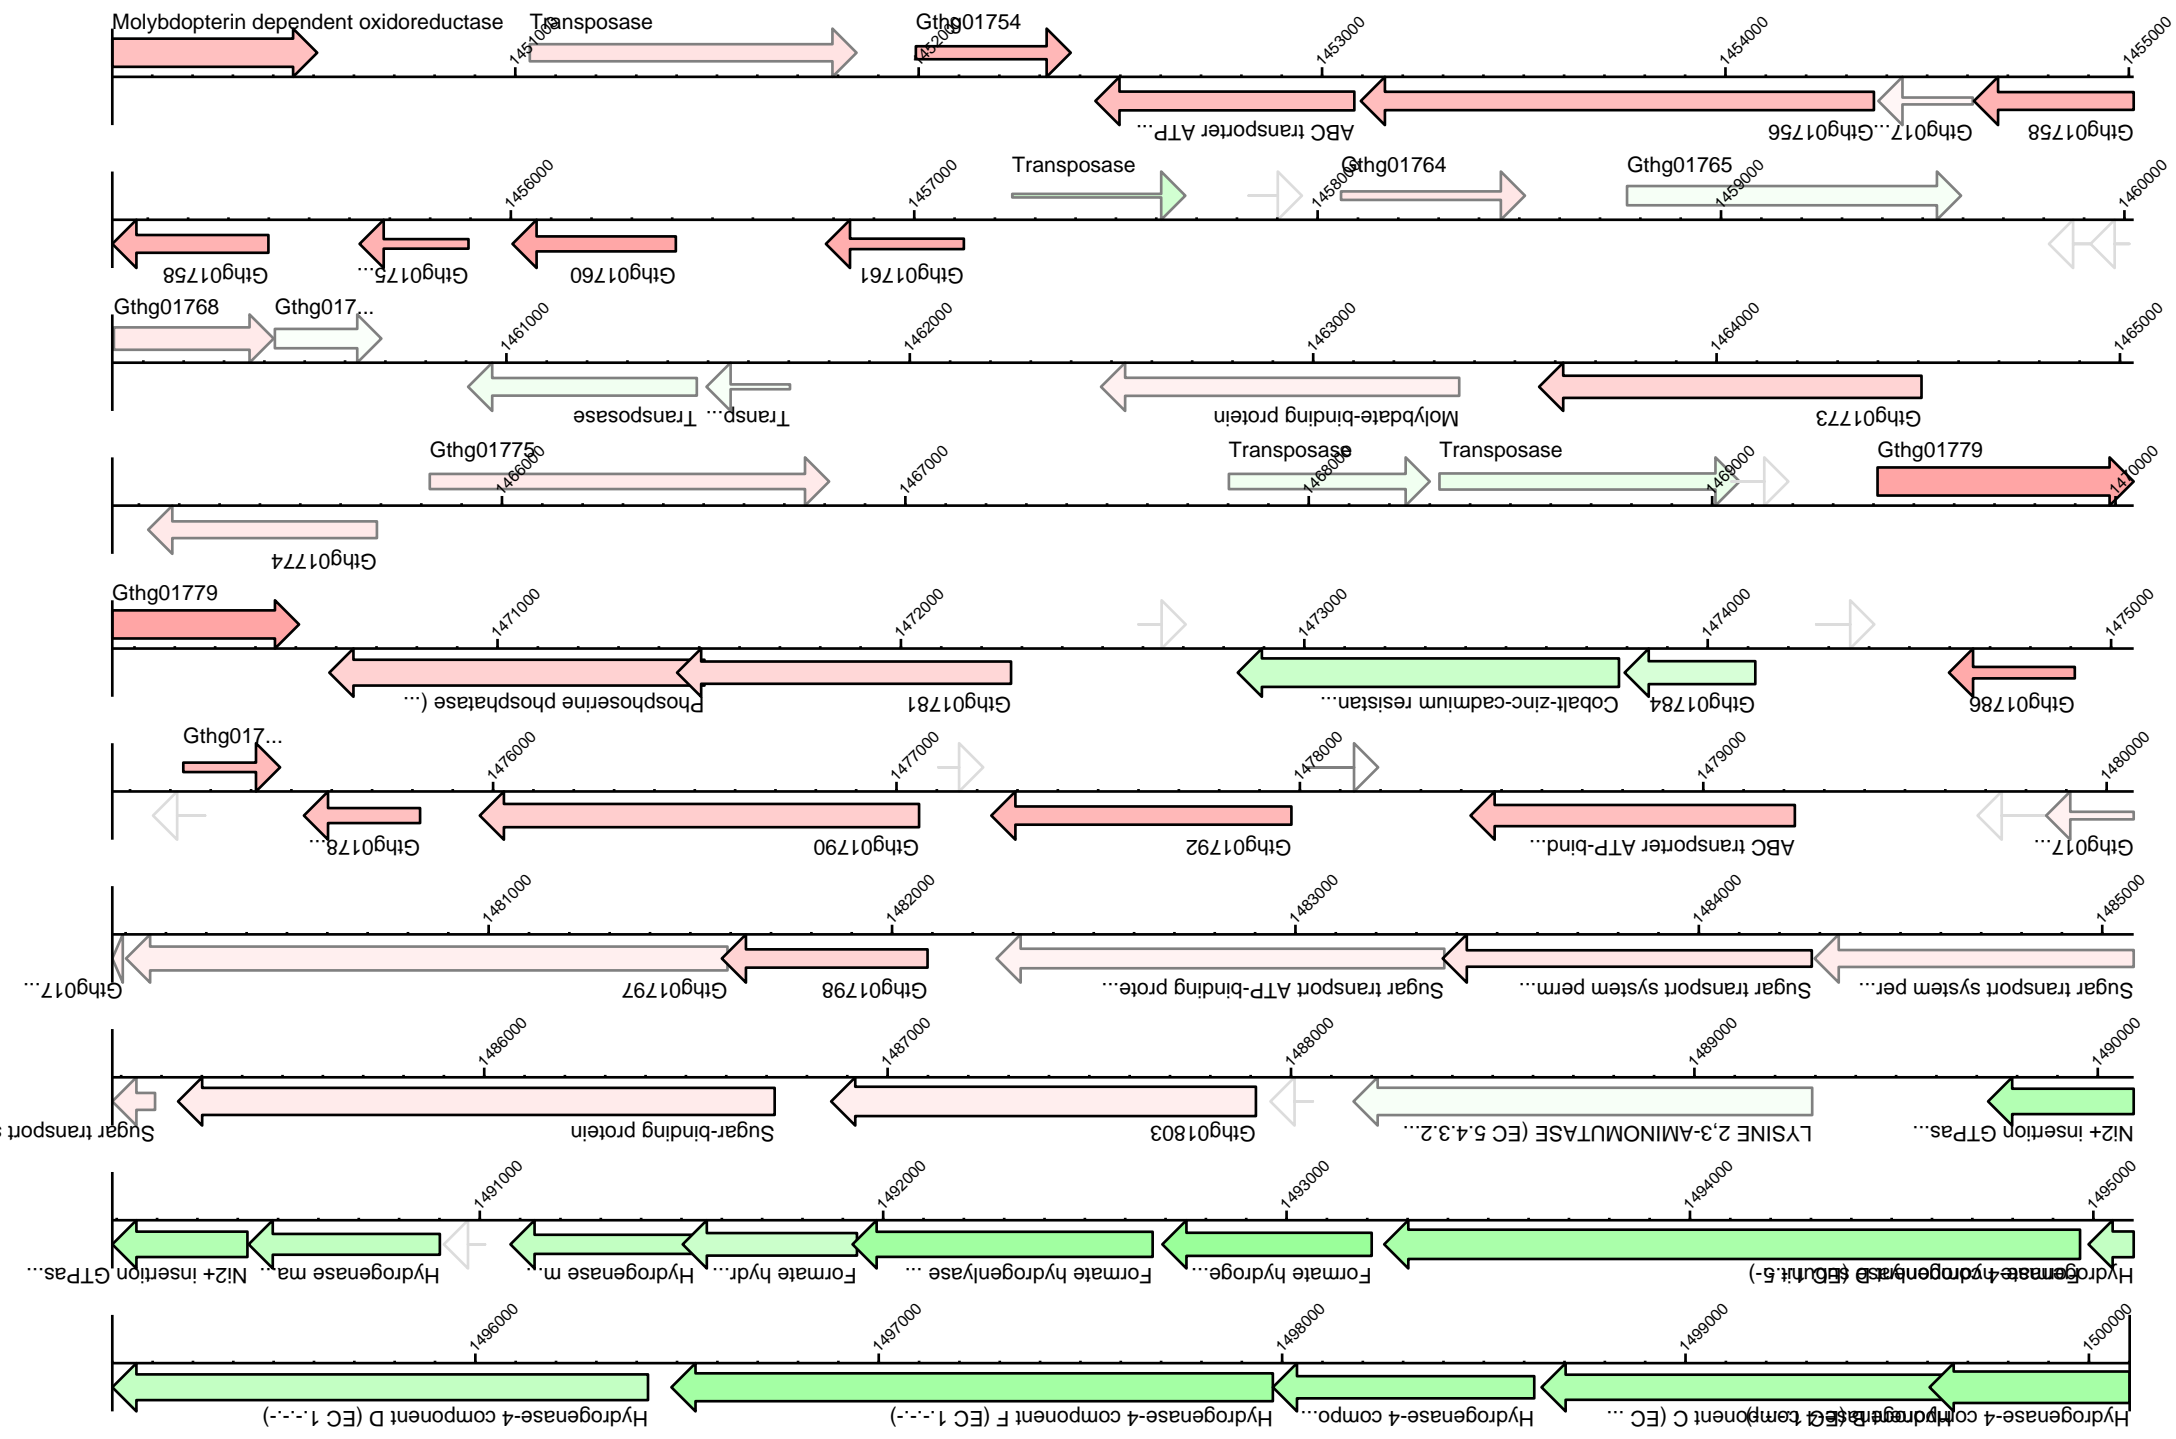 Molybdopterin dependent oxidoreductase Transposase Gthg01754
1451000 1452000 1453000 1454000 1455000
ABC transporter ATP... Gthg01756 Gthg017... Gthg01758
Transposase Gthg01764 Gthg01765
1456000 1457000 1458000 1459000 1460000
Gthg01758 Gthg0175... Gthg01760 Gthg01761
Gthg01768 Gthg017...
1461000 1462000 1463000 1464000 1465000
Transposase Transp... Molybdate-binding protein Gthg01773
Gthg01775 Transposase Transposase Gthg01779
1466000 1467000 1468000 1469000 1470000
Gthg01774
Gthg01779
1471000 1472000 1473000 1474000 1475000
Phosphoserine phosphatase (... Gthg01781 Cobalt-zinc-cadmium resistan... Gthg01784 Gthg01786
Gthg017...
1476000 1477000 1478000 1479000 1480000
Gthg0178... Gthg01790 Gthg01792 ABC transporter ATP-bind... Gthg017...
1481000 1482000 1483000 1484000 1485000
Gthg017... Gthg01797 Gthg01798 Sugar transport ATP-binding prote... Sugar transport system perm... Sugar transport system per...
1486000 1487000 1488000 1489000 1490000
Sugar transport s Sugar-binding protein Gthg01803 LYSINE 2,3-AMINOMUTASE (EC 5.4.3.2... Ni2+ insertion GTPas...
1491000 1492000 1493000 1494000 1495000
Ni2+ insertion GTPas... Hydrogenase ma... Hydrogenase m... Formate hydr... Formate hydrogenlyase ... Formate hydroge...
1496000 1497000 1498000 1499000 1500000
Hydrogenase-4 component D (EC 1.-.-.-) Hydrogenase-4 component F (EC 1.-.-.-) Hydrogenase-4 compo... Hydrogenase-4 component C (EC ...